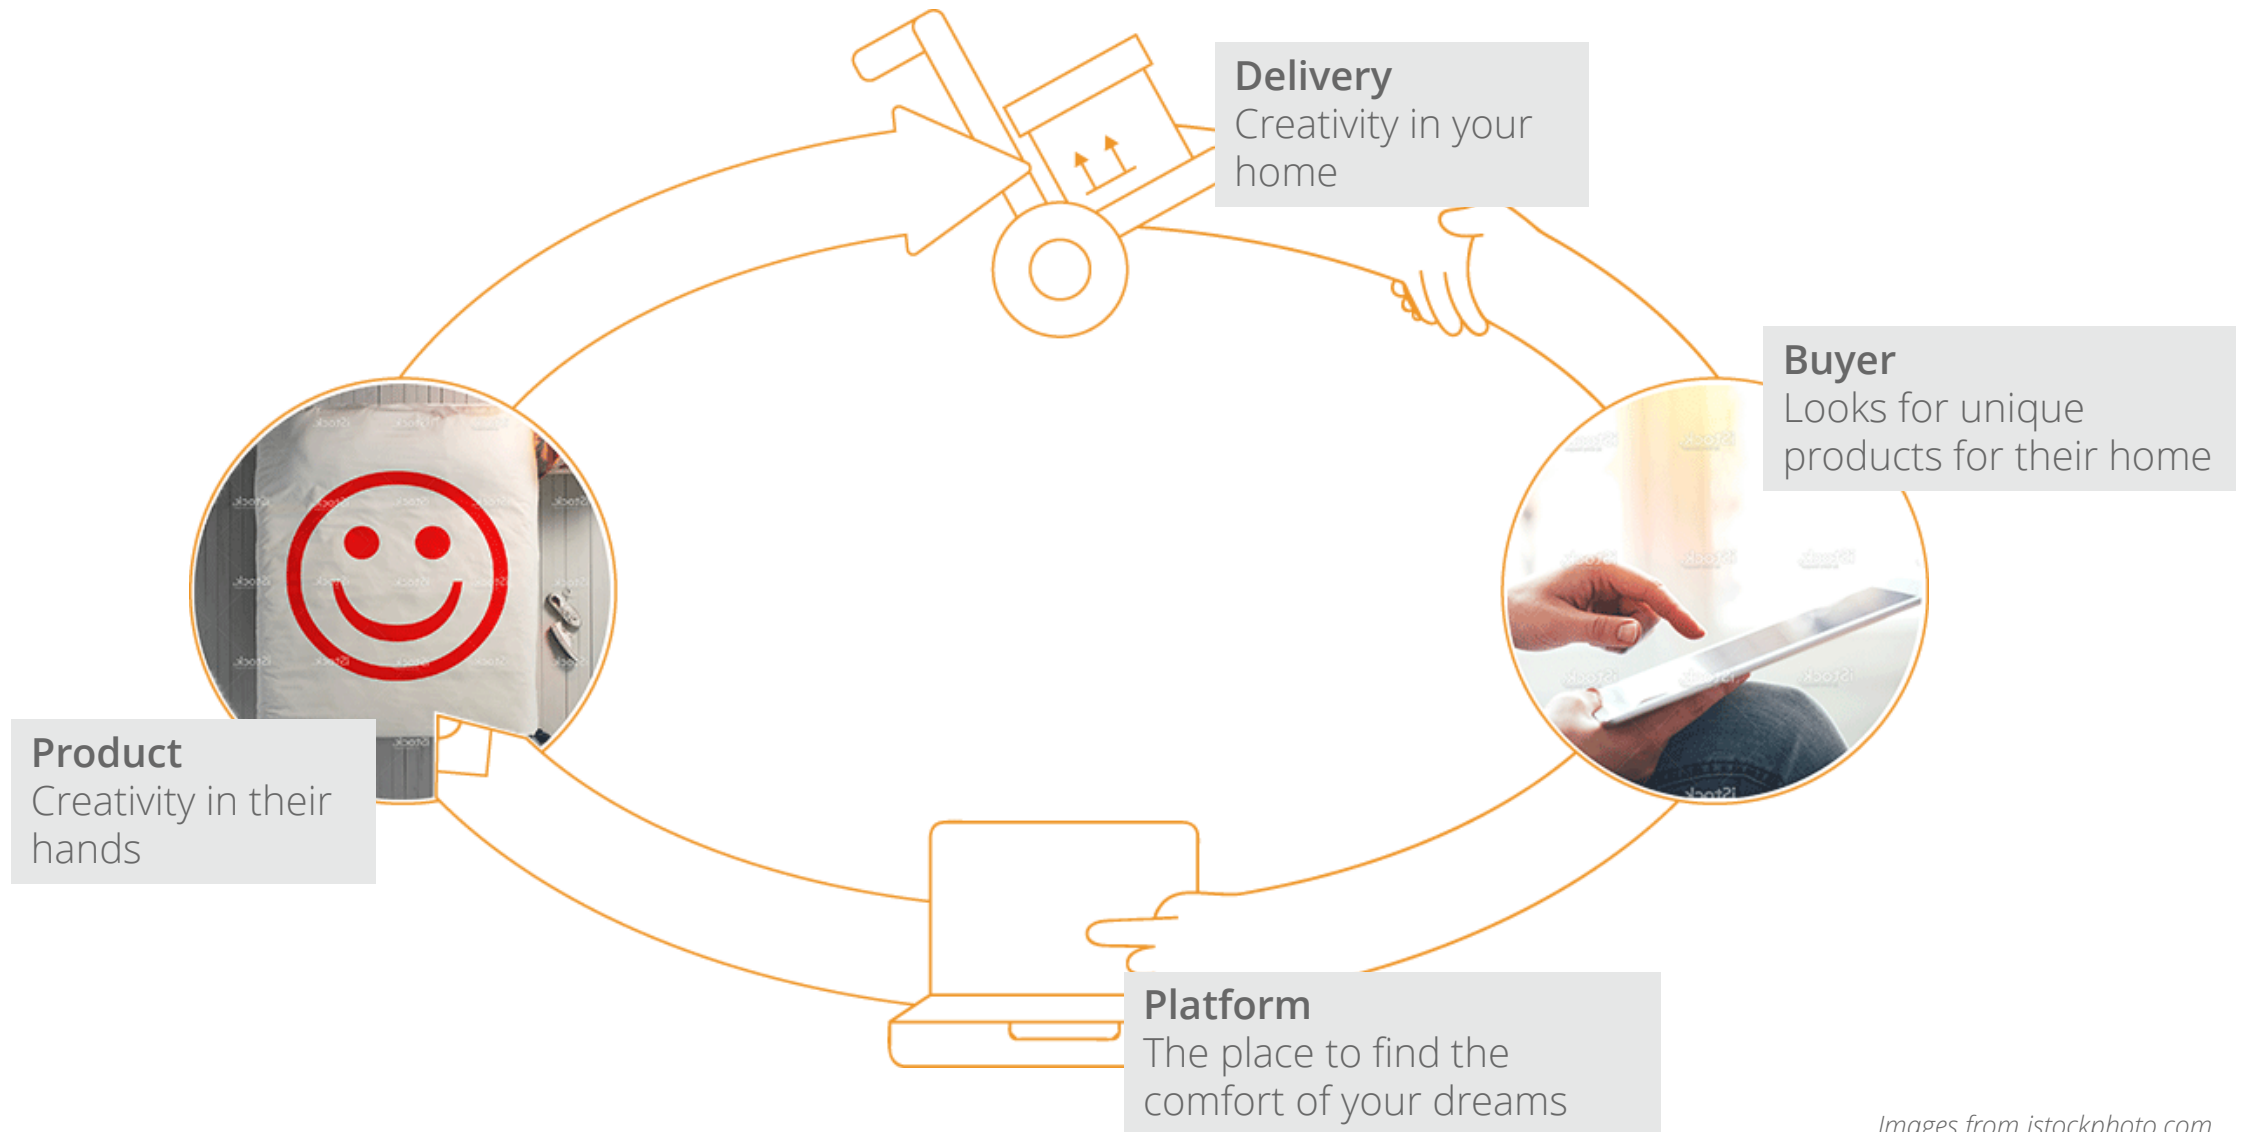 Delivery
Creativity in your
home
Buyer
Looks for unique
products for their home
Product
Creativity in their
hands
Platform
The place to find the
comfort of your dreams
Images from istockphoto.com